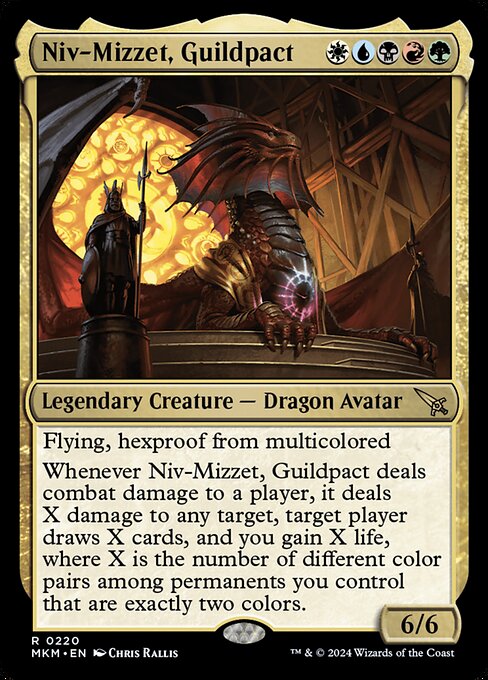 Niv-Mizzet, Guildpact
Legendary Creature — Dragon Avatar
Flying, hexproof from multicolored
Whenever Niv-Mizzet, Guildpact deals
combat damage to a player, it deals
X damage to any target, target player
draws X cards, and you gain X life,
where X is the number of different color
pairs among permanents you control
that are exactly two colors.
6/6
R 0220
MKM • EN Chris Rallis
™ & © 2024 Wizards of the Coast